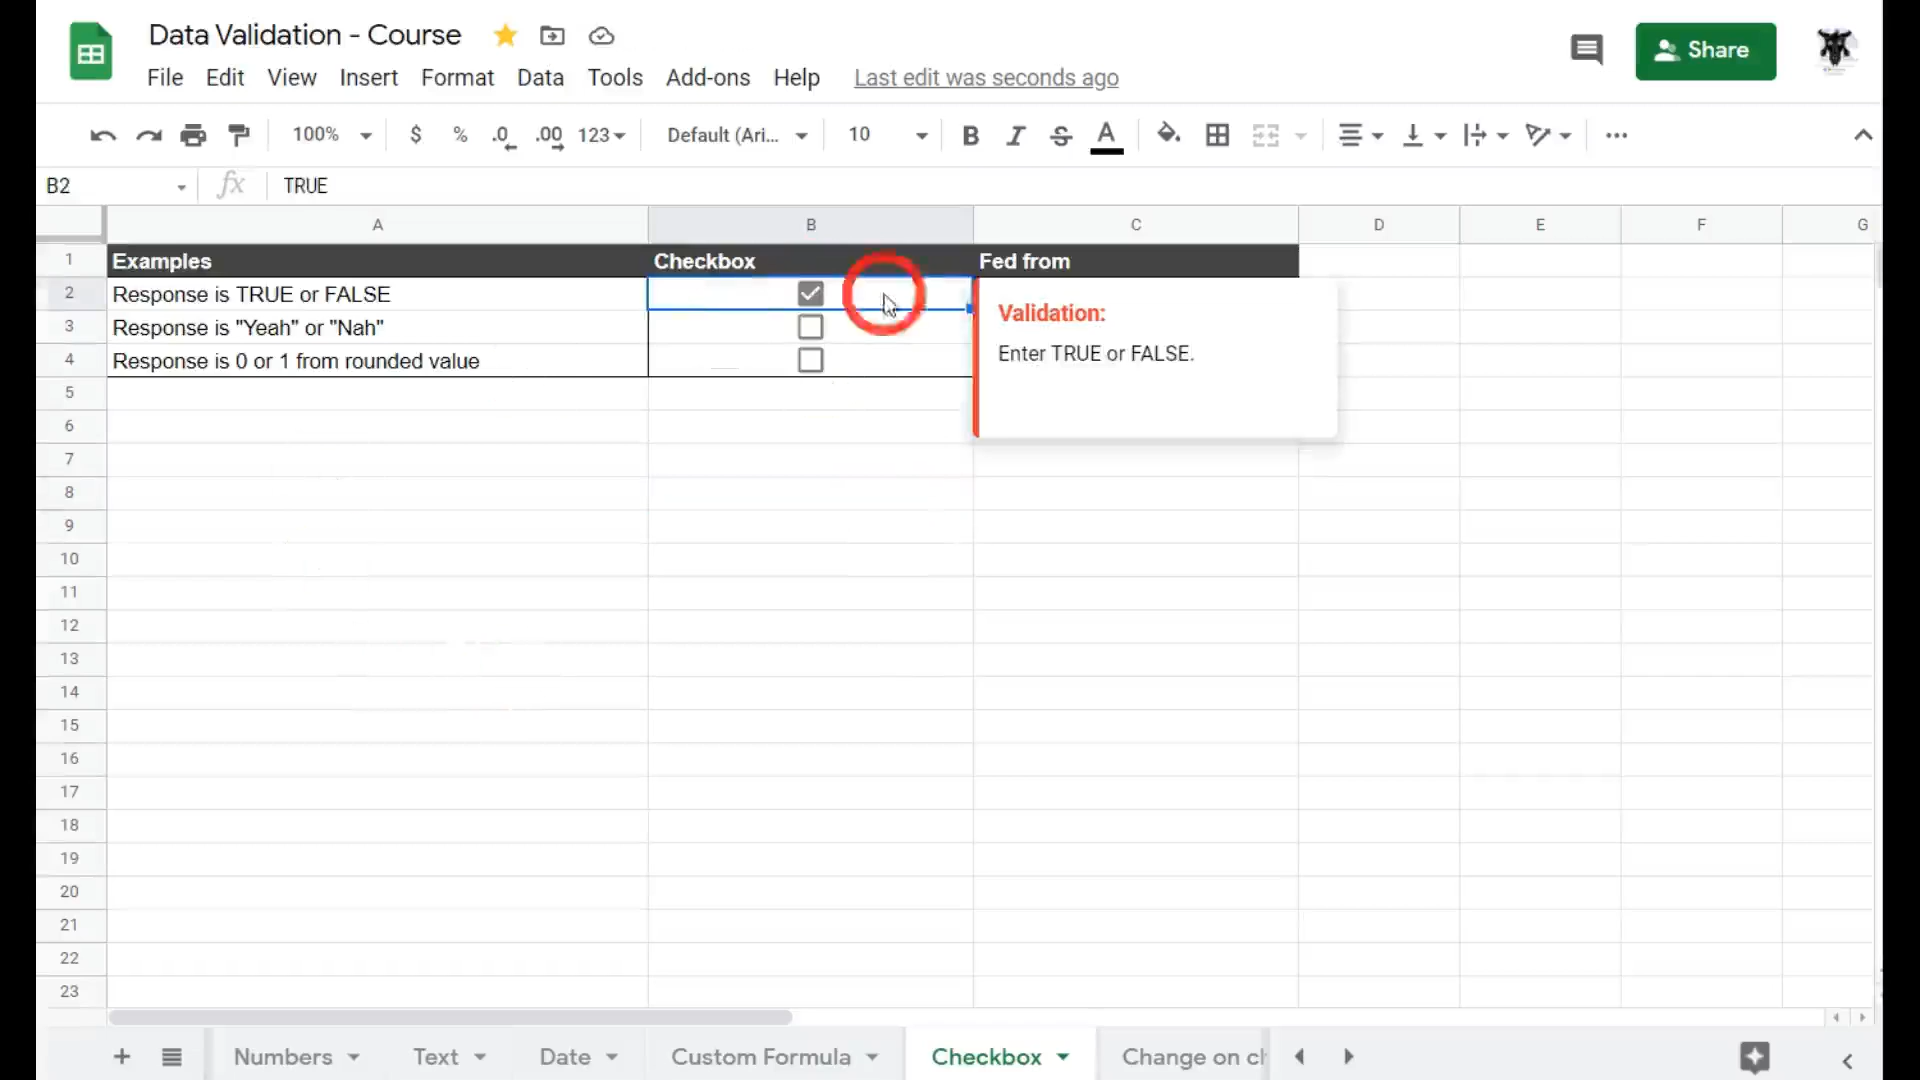 Data Validation - Course
File Edit View Insert Format Data Tools Add-ons Help Last edit was seconds ago
Share
100% $ % .0 .00 123 Default (Ari... 10 B I S A
B2 fx TRUE
A B C D E F G
1 Examples Checkbox Fed from
2 Response is TRUE or FALSE
3 Response is "Yeah" or "Nah"
4 Response is 0 or 1 from rounded value
Validation:
Enter TRUE or FALSE.
5
6
7
8
9
10
11
12
13
14
15
16
17
18
19
20
21
22
23
Numbers Text Date Custom Formula Checkbox Change on cl